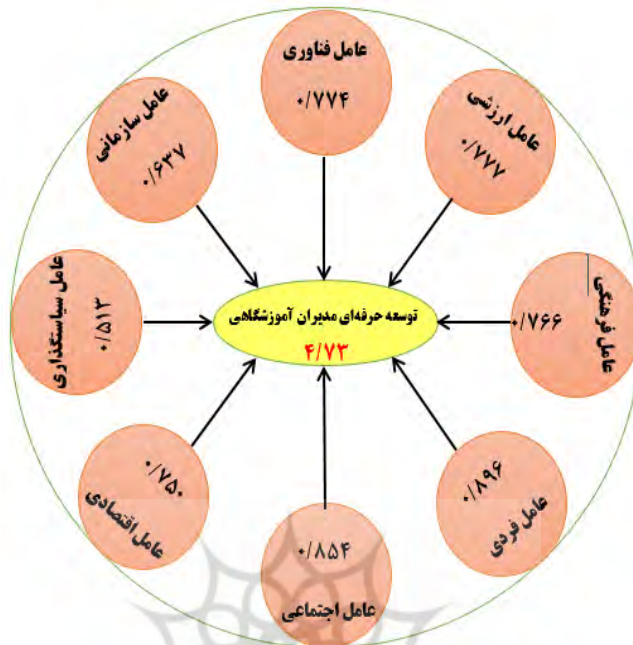 عامل فناوری
۰/۷۷۴
عامل ارزشی
۰/۷۷۷
عامل فرهنگی
۰/۷۶۶
عامل فردی
۰/۸۹۶
۰/۸۵۴
عامل اجتماعی
۰/۷۵۰
عامل اقتصادی
عامل سیاستگذاری
۰/۵۱۳
عامل سازمانی
۰/۶۳۷
توسعه حرفه‌ای مدیران آموزشگاهی
۴/۷۳